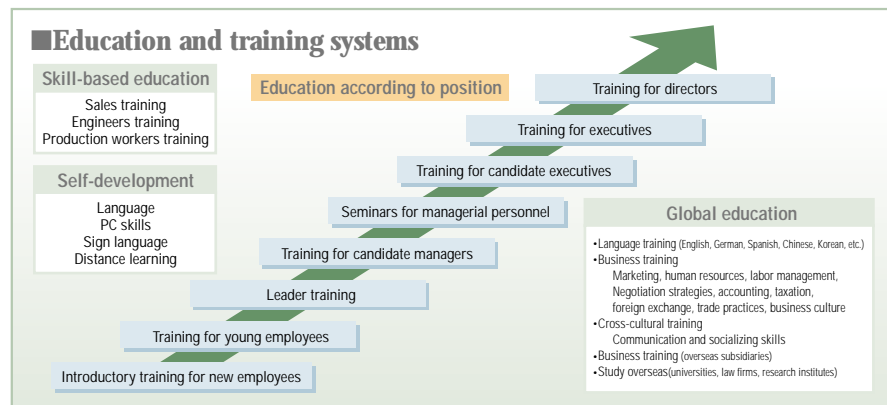 ■Education and training systems
Skill-based education
Sales training
Engineers training
Production workers training
Self-development
Language
PC skills
Sign language
Distance learning
Education according to position
Training for directors
Training for executives
Training for candidate executives
Seminars for managerial personnel
Training for candidate managers
Leader training
Training for young employees
Introductory training for new employees
Global education
•Language training (English, German, Spanish, Chinese, Korean, etc.)
•Business training
Marketing, human resources, labor management,
Negotiation strategies, accounting, taxation,
foreign exchange, trade practices, business culture
•Cross-cultural training
Communication and socializing skills
•Business training (overseas subsidiaries)
•Study overseas(universities, law firms, research institutes)